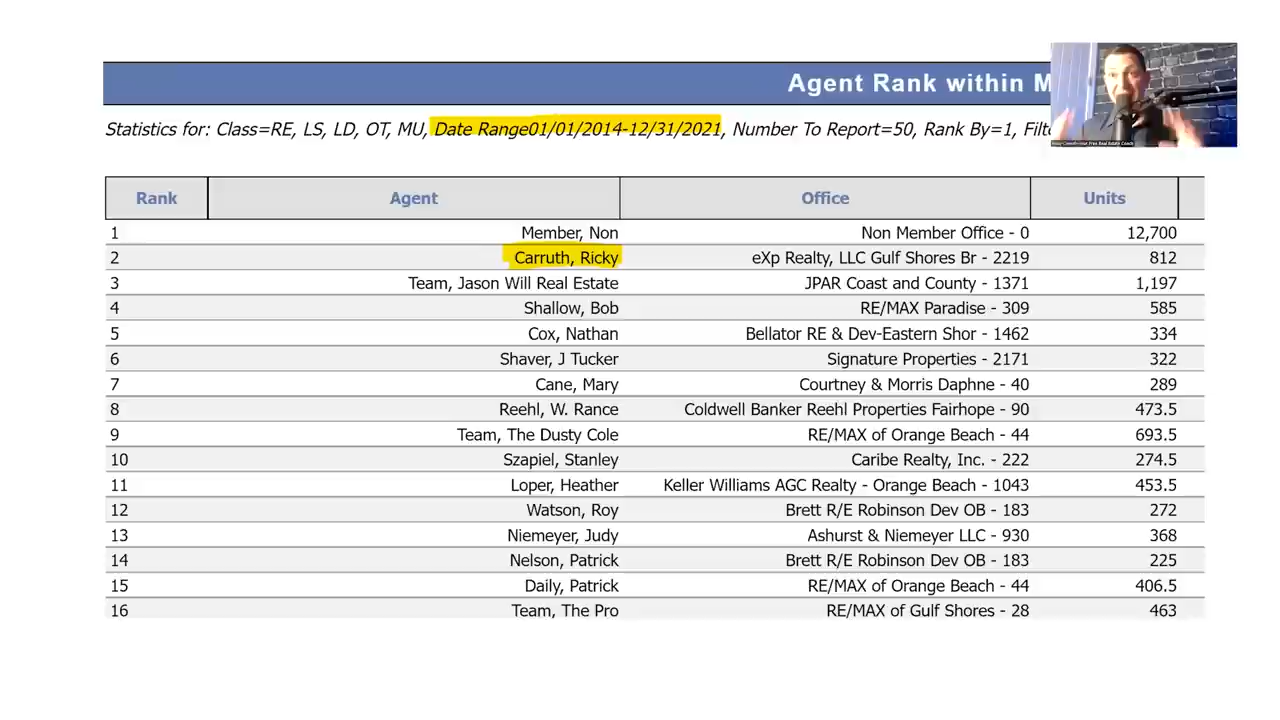 Agent Rank within M
Statistics for: Class=RE, LS, LD, OT, MU, Date Range01/01/2014-12/31/2021, Number To Report=50, Rank By=1, Filt
Rank Agent Office Units
1 Member, Non Non Member Office - 0 12,700
2 Carruth, Ricky eXp Realty, LLC Gulf Shores Br - 2219 812
3 Team, Jason Will Real Estate JPAR Coast and County - 1371 1,197
4 Shallow, Bob RE/MAX Paradise - 309 585
5 Cox, Nathan Bellator RE & Dev-Eastern Shor - 1462 334
6 Shaver, J Tucker Signature Properties - 2171 322
7 Cane, Mary Courtney & Morris Daphne - 40 289
8 Reehl, W. Rance Coldwell Banker Reehl Properties Fairhope - 90 473.5
9 Team, The Dusty Cole RE/MAX of Orange Beach - 44 693.5
10 Szapiel, Stanley Caribe Realty, Inc. - 222 274.5
11 Loper, Heather Keller Williams AGC Realty - Orange Beach - 1043 453.5
12 Watson, Roy Brett R/E Robinson Dev OB - 183 272
13 Niemeyer, Judy Ashurst & Niemeyer LLC - 930 368
14 Nelson, Patrick Brett R/E Robinson Dev OB - 183 225
15 Daily, Patrick RE/MAX of Orange Beach - 44 406.5
16 Team, The Pro RE/MAX of Gulf Shores - 28 463